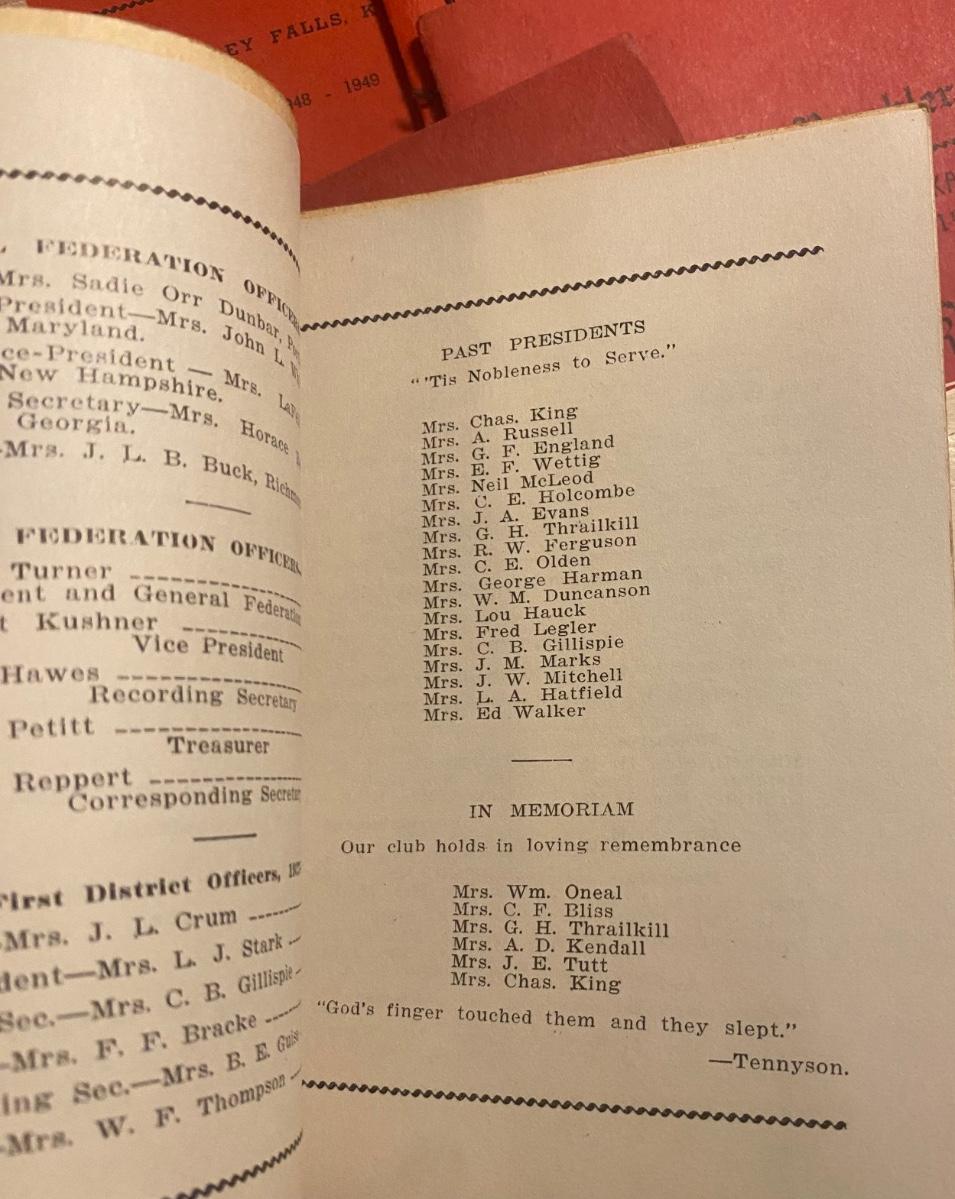 EY FALLS, K
48 - 1949
FEDERATION OFFICERS
Mrs. Sadie Orr Dunbar,
President—Mrs. John L.
Maryland.
ce-President — Mrs.
New Hampshire.
Secretary—Mrs. Horace
Georgia.
-Mrs. J. L. B. Buck,
FEDERATION OFFICERS
Turner
ent and General Federation
t Kushner
Vice President
Hawes
Recording Secretary
Petitt
Treasurer
Reppert
Corresponding Secretar
First District Officers,
-Mrs. J. L. Crum
dent—Mrs. L. J. Stark
Sec.—Mrs. C. B. Gillispie
-Mrs. F. F. Bracke
ing Sec.—Mrs. B. E.
-Mrs. W. F. Thompson
PAST PRESIDENTS
"'Tis Nobleness to Serve."
Mrs. Chas. King
Mrs. A. Russell
Mrs. G. F. England
Mrs. E. F. Wettig
Mrs. Neil McLeod
Mrs. C. E. Holcombe
Mrs. J. A. Evans
Mrs. G. H. Thrailkill
Mrs. R. W. Ferguson
Mrs. C. E. Olden
Mrs. George Harman
Mrs. W. M. Duncanson
Mrs. Lou Hauck
Mrs. Fred Legler
Mrs. C. B. Gillispie
Mrs. J. M. Marks
Mrs. J. W. Mitchell
Mrs. L. A. Hatfield
Mrs. Ed Walker
IN MEMORIAM
Our club holds in loving remembrance
Mrs. Wm. Oneal
Mrs. C. F. Bliss
Mrs. G. H. Thrailkill
Mrs. A. D. Kendall
Mrs. J. E. Tutt
Mrs. Chas. King
"God's finger touched them and they slept."
—Tennyson.